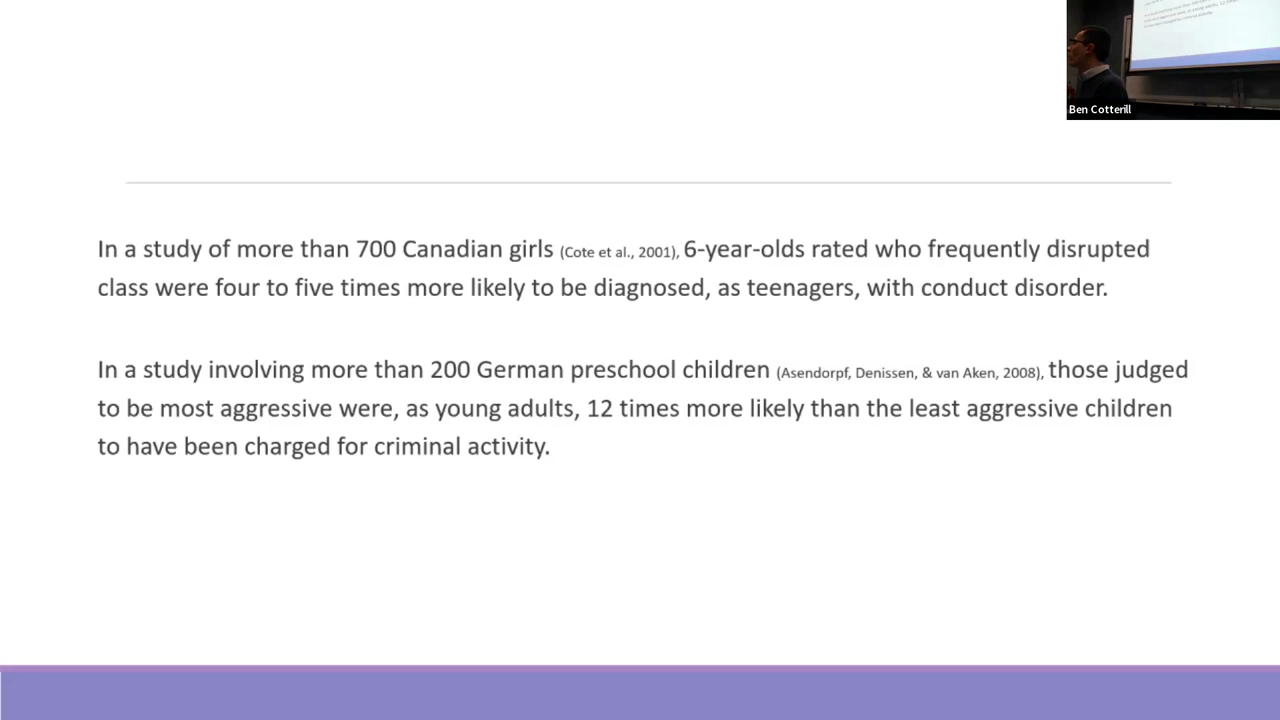 Ben Cotterill
In a study of more than 700 Canadian girls (Cote et al., 2001), 6-year-olds rated who frequently disrupted
class were four to five times more likely to be diagnosed, as teenagers, with conduct disorder.
In a study involving more than 200 German preschool children (Asendorpf, Denissen, & van Aken, 2008), those judged
to be most aggressive were, as young adults, 12 times more likely than the least aggressive children
to have been charged for criminal activity.